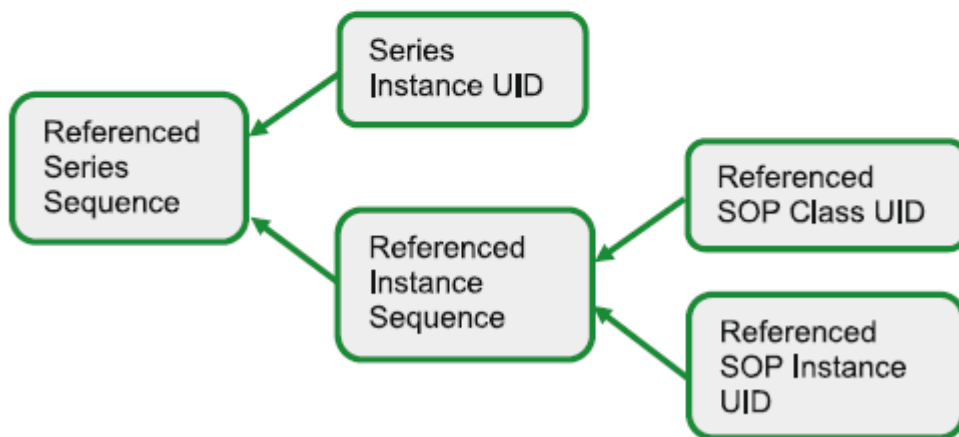 Series
Instance UID
Referenced
Series
Sequence
Referenced
SOP Class UID
Referenced
Instance
Sequence
Referenced
SOP Instance
UID